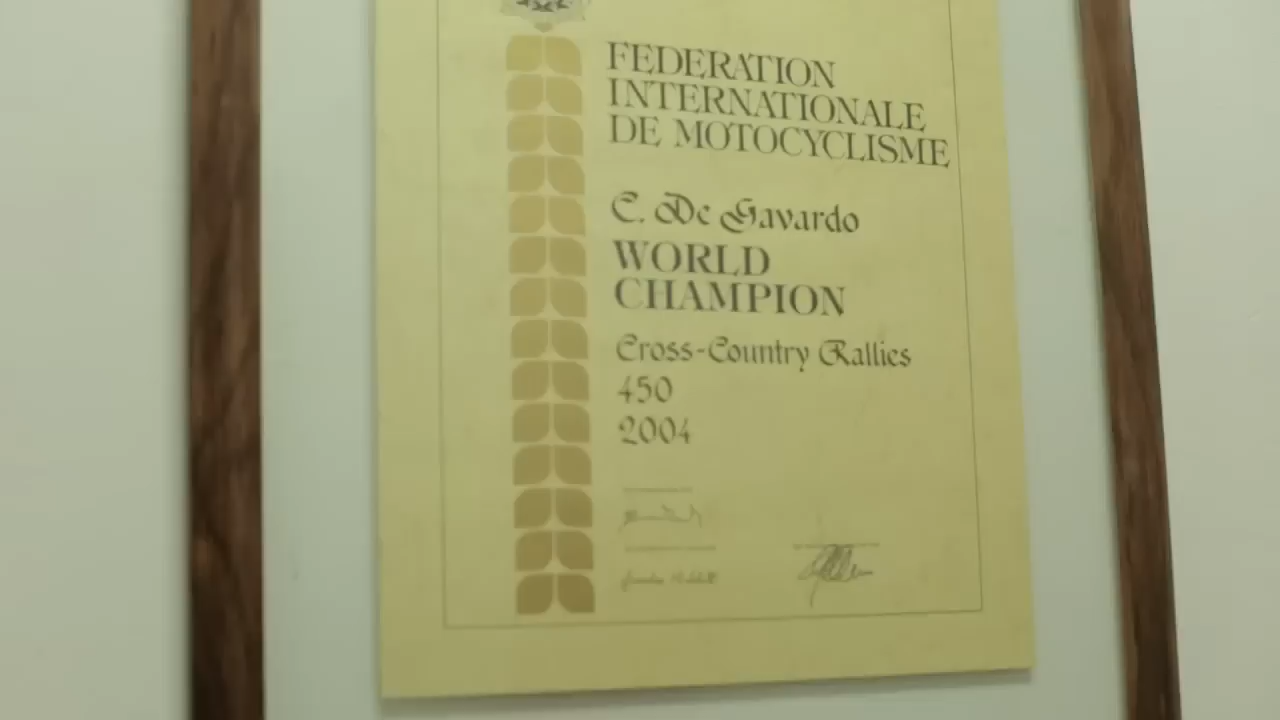 FEDERATION
INTERNATIONALE
DE MOTOCYCLISME
C. De Gavardo
WORLD
CHAMPION
Cross-Country Rallies
450
2004